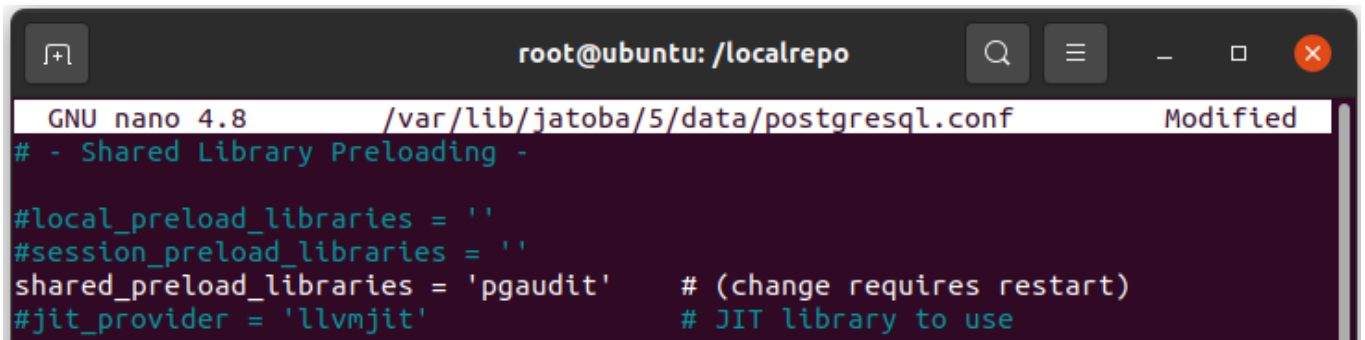 root@ubuntu: /localrepo
GNU nano 4.8 /var/lib/jatoba/5/data/postgresql.conf Modified
# - Shared Library Preloading -
#local_preload_libraries = ''
#session_preload_libraries = ''
shared_preload_libraries = 'pgaudit' # (change requires restart)
#jit_provider = 'llvmjit' # JIT library to use